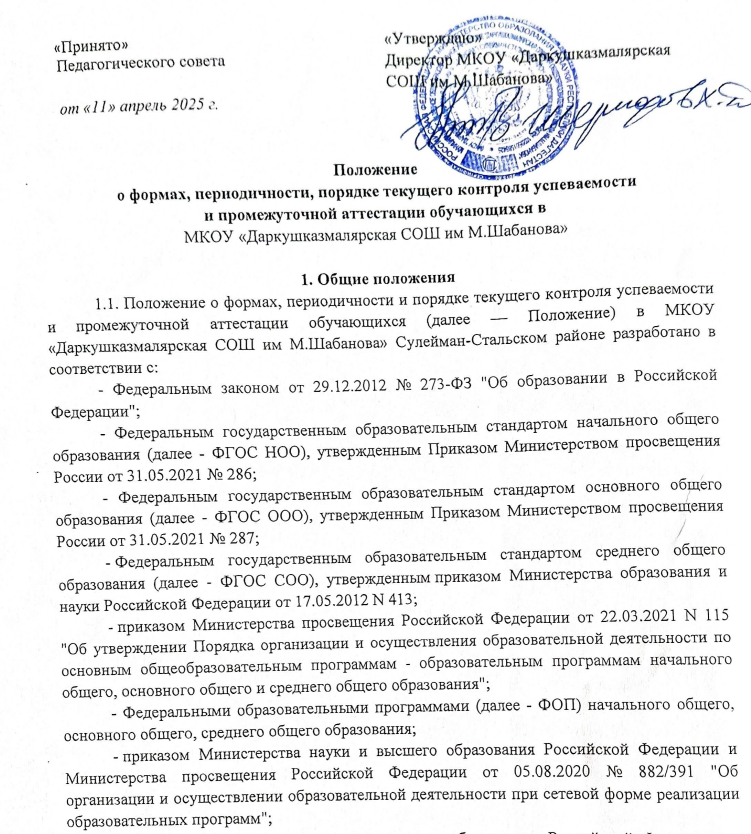 «Принято»
Педагогического совета
от «11» апрель 2025 г.
«Утверждаю»
Директор МКОУ «Даркушказмалярская
СОШ им М.Шабанова»
Положение
о формах, периодичности, порядке текущего контроля успеваемости
и промежуточной аттестации обучающихся в
МКОУ «Даркушказмалярская СОШ им М.Шабанова»
1. Общие положения
1.1. Положение о формах, периодичности и порядке текущего контроля успеваемости
и промежуточной аттестации обучающихся (далее — Положение) в МКОУ
«Даркушказмалярская СОШ им М.Шабанова» Сулейман-Стальском районе разработано в
соответствии с:
- Федеральным законом от 29.12.2012 № 273-ФЗ "Об образовании в Российской
Федерации";
- Федеральным государственным образовательным стандартом начального общего
образования (далее - ФГОС НОО), утвержденным Приказом Министерством просвещения
России от 31.05.2021 № 286;
- Федеральным государственным образовательным стандартом основного общего
образования (далее - ФГОС ООО), утвержденным Приказом Министерством просвещения
России от 31.05.2021 № 287;
- Федеральным государственным образовательным стандартом среднего общего
образования (далее - ФГОС СОО), утвержденным приказом Министерства образования и
науки Российской Федерации от 17.05.2012 N 413;
- приказом Министерства просвещения Российской Федерации от 22.03.2021 N 115
"Об утверждении Порядка организации и осуществления образовательной деятельности по
основным общеобразовательным программам - образовательным программам начального
общего, основного общего и среднего общего образования";
- Федеральными образовательными программами (далее - ФОП) начального общего,
основного общего, среднего общего образования;
- приказом Министерства науки и высшего образования Российской Федерации и
Министерства просвещения Российской Федерации от 05.08.2020 № 882/391 "Об
организации и осуществлении образовательной деятельности при сетевой форме реализации
образовательных программ";